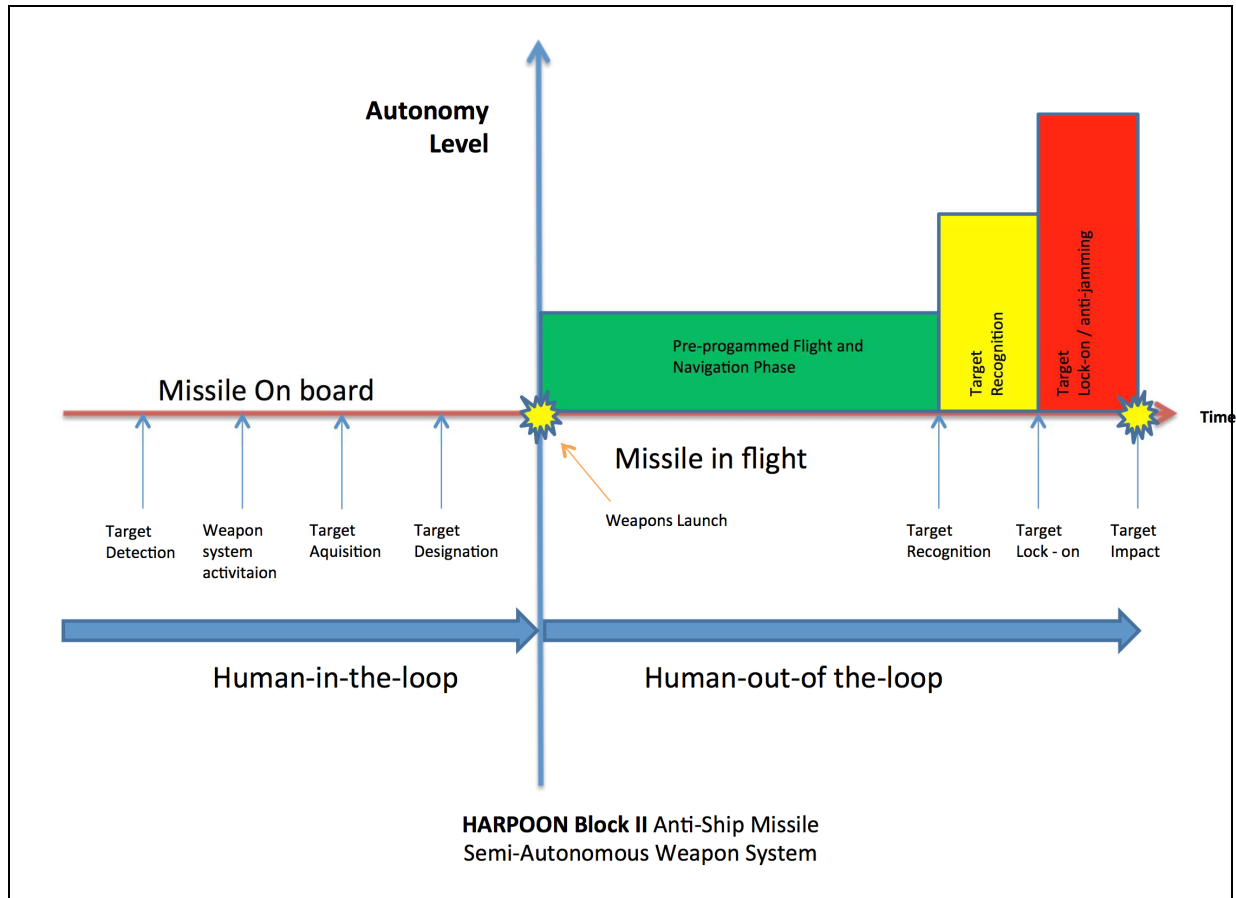 Autonomy
Level
Pre-progammed Flight and
Navigation Phase
Target
Recognition
Target
Lock-on / anti-jamming
Missile On board
Time
Missile in flight
Weapons Launch
Target
Detection
Weapon
system
activitaion
Target
Aquisition
Target
Designation
Target
Recognition
Target
Lock - on
Target
Impact
Human-in-the-loop
Human-out-of the-loop
HARPOON Block II Anti-Ship Missile
Semi-Autonomous Weapon System